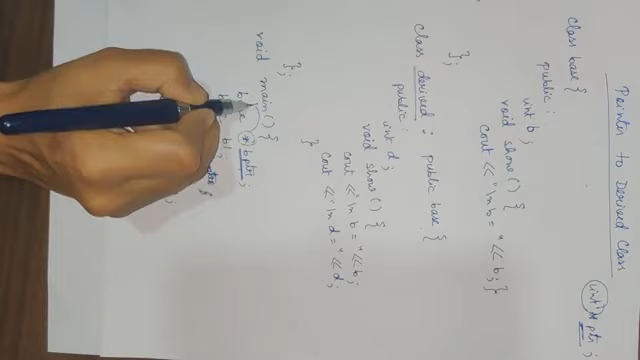 Pointer to Derived Class
int * ptr ;
class base {
public :
int b ;
void show () {
cout << "\n b = " << b ; }
} ;
class derived : public base {
public :
int d ;
void show () {
cout << "\n b = " << b ;
cout << "\n d = " << d ;
}
} ;
void main () {
base * bptr ;
b1 ;